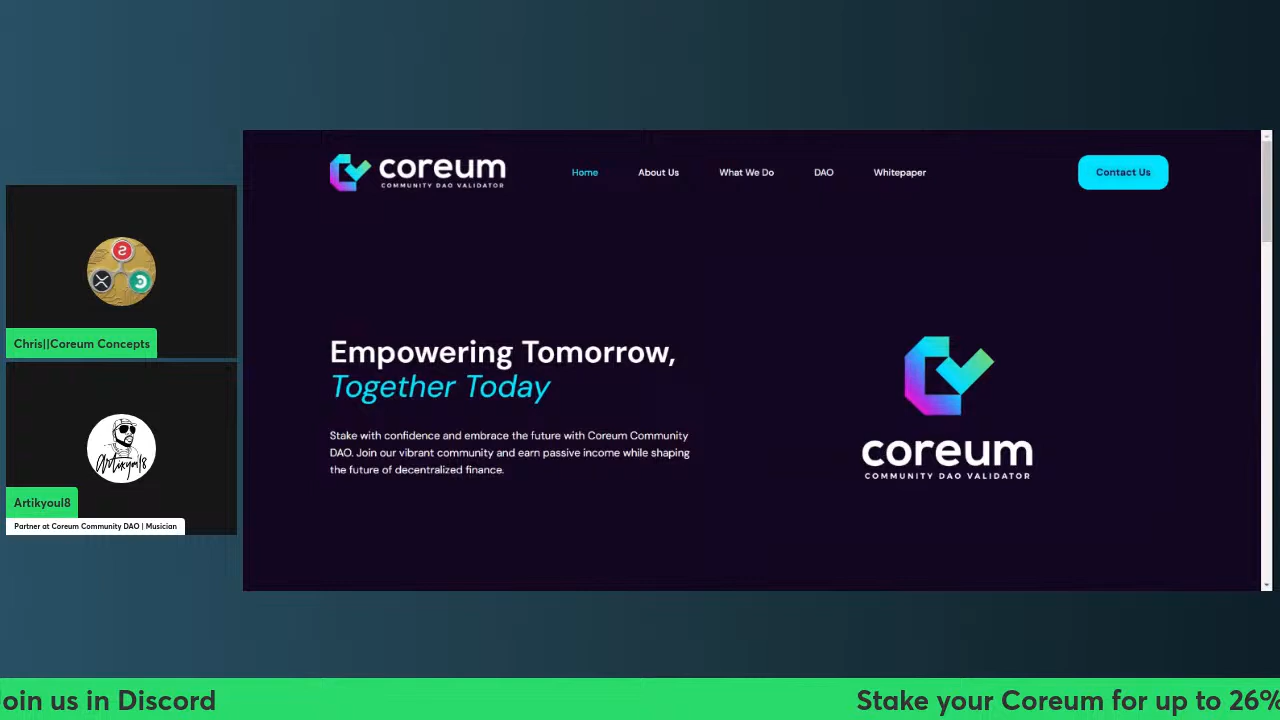 coreum
COMMUNITY DAO VALIDATOR
Home
About Us
What We Do
DAO
Whitepaper
Contact Us
Chris||Coreum Concepts
Artikyoul8
Artikyoul8
Partner at Coreum Community DAO | Musician
Empowering Tomorrow,
Together Today
Stake with confidence and embrace the future with Coreum Community
DAO. Join our vibrant community and earn passive income while shaping
the future of decentralized finance.
coreum
COMMUNITY DAO VALIDATOR
Join us in Discord
Stake your Coreum for up to 26%